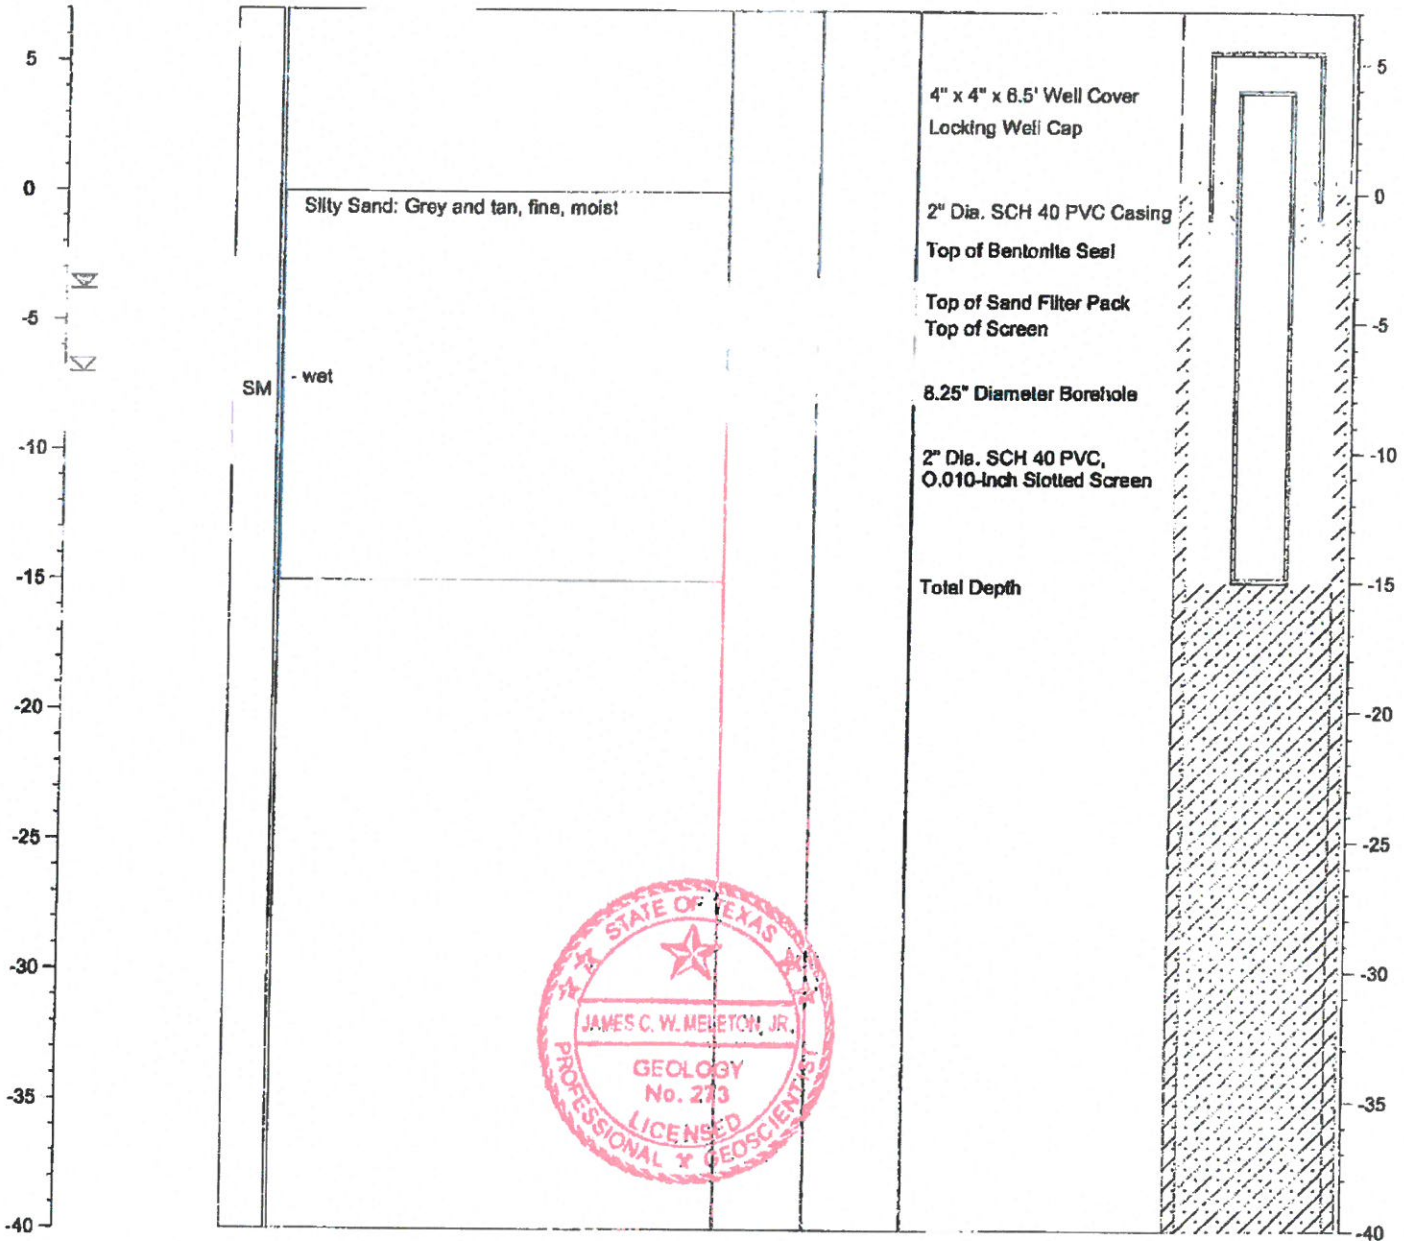 5
0
-5
-10
-15
-20
-25
-30
-35
-40
SM
Silty Sand: Grey and tan, fine, moist
- wet
4" x 4" x 6.5' Well Cover
Locking Well Cap
2" Dia. SCH 40 PVC Casing
Top of Bentonite Seal
Top of Sand Filter Pack
Top of Screen
8.25" Diameter Borehole
2" Dia. SCH 40 PVC,
0.010-Inch Slotted Screen
Total Depth
5
0
-5
-10
-15
-20
-25
-30
-35
-40
STATE OF TEXAS
JAMES C. W. MELETON, JR.
GEOLOGY
No. 273
LICENSED
PROFESSIONAL GEOSCIENTIST